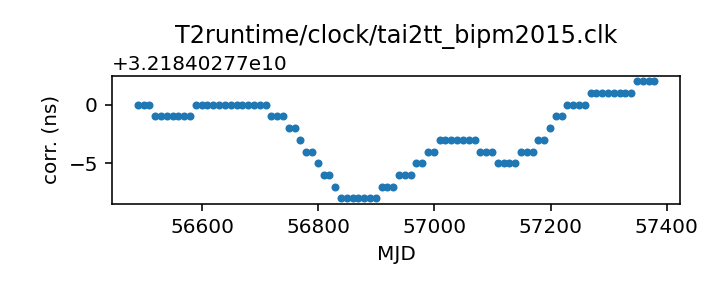 T2runtime/clock/tai2tt_bipm2015.clk
+3.21840277e10
corr. (ns)
0
−5
56600 56800 57000 57200 57400
MJD